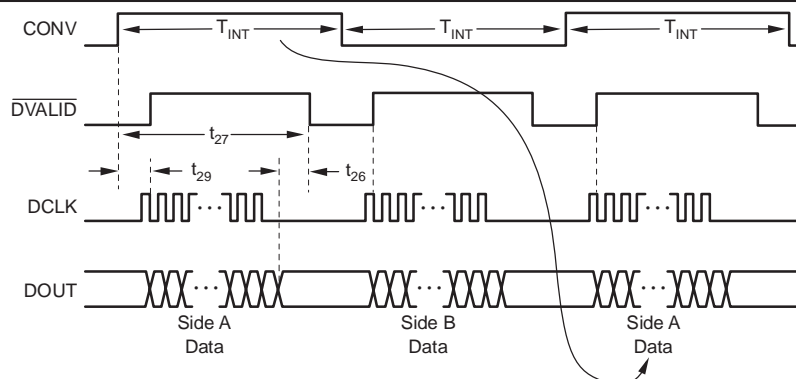 CONV
T_INT T_INT T_INT
DVALID
t_27
t_29 t_26
DCLK
··· ··· ···
DOUT
··· ··· ···
Side A Side B Side A
Data Data Data